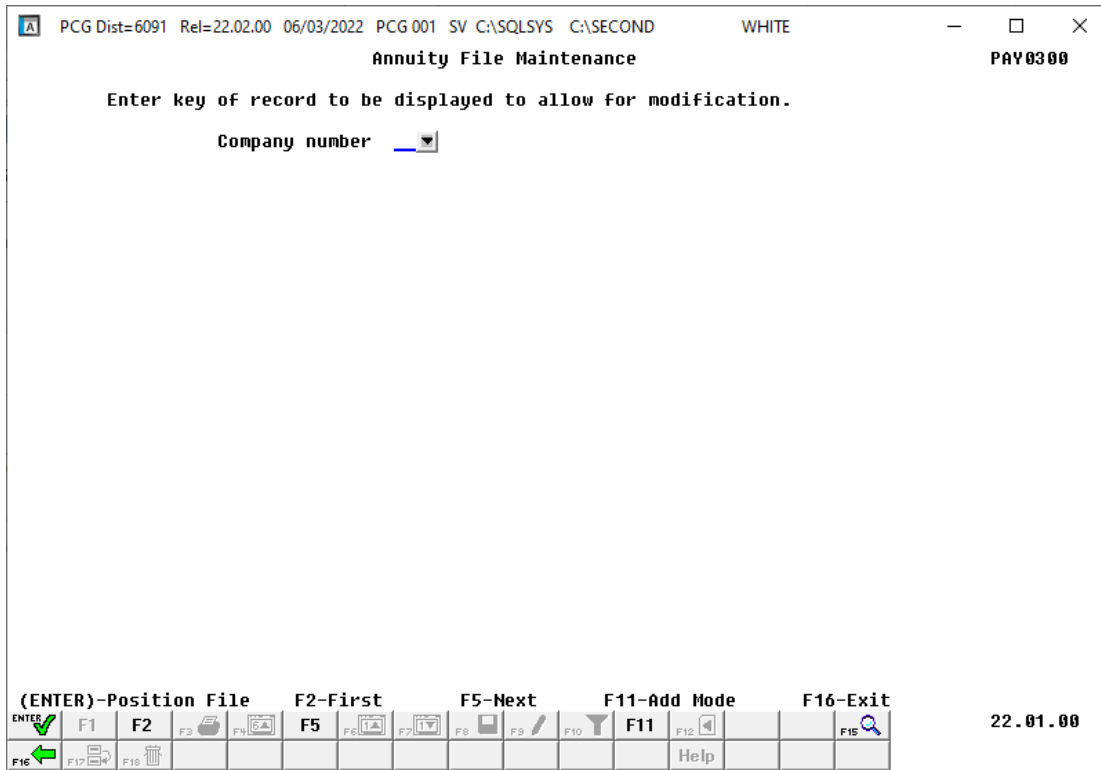 A PCG Dist=6091 Rel=22.02.00 06/03/2022 PCG 001 SV C:\SQLSYS C:\SECOND WHITE
Annuity File Maintenance PAY0300
Enter key of record to be displayed to allow for modification.
Company number
(ENTER)-Position File F2-First F5-Next F11-Add Mode F16-Exit
ENTER F1 F2 F3 F4 F5 F6 F7 F8 F9 F10 F11 F12 F15 22.01.00
F16 F17 F18 Help